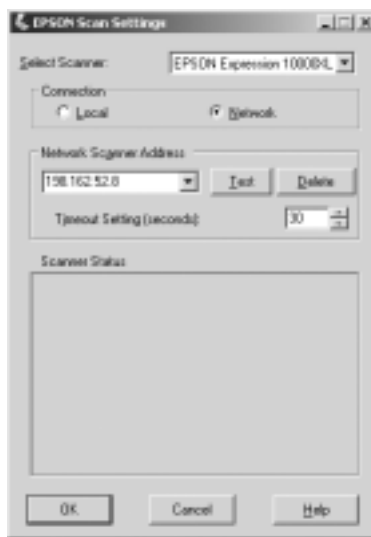 EPSON Scan Settings
Select Scanner: EPSON Expression 10000XL
Connection
Local Network
Network Scanner Address
198.162.52.8 Test Delete
Timeout Setting (seconds): 30
Scanner Status
OK Cancel Help